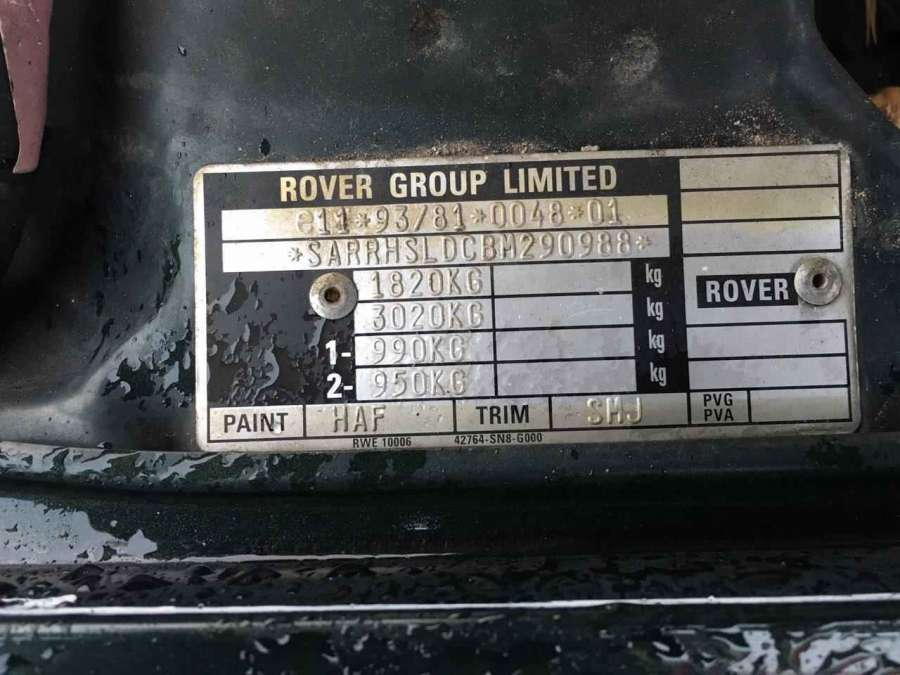 ROVER GROUP LIMITED
e11*93/81*0048*01
*SARRHSLDCBM290988*
1820KG kg
3020KG kg
ROVER
1- 990KG kg
2- 950KG kg
PAINT HAF TRIM SMJ PVG PVA
RWE 10006 42764-SN8-G000